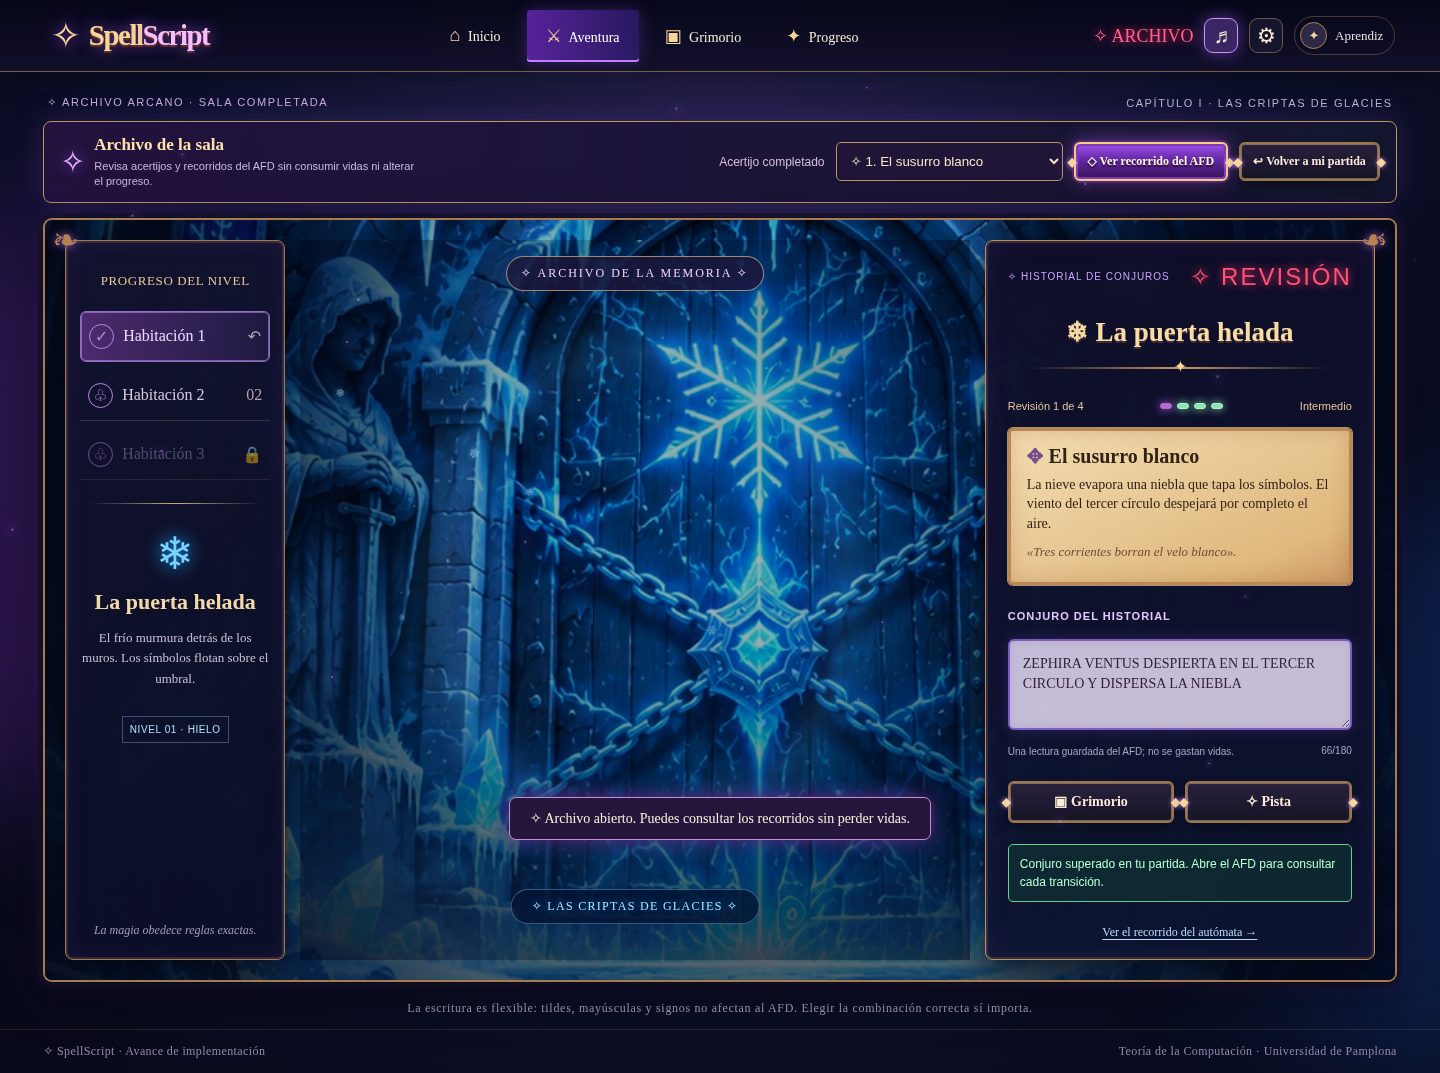 SpellScript
Inicio
Aventura
Grimorio
Progreso
✧ ARCHIVO
Aprendiz
✧ ARCHIVO ARCANO · SALA COMPLETADA
CAPÍTULO I · LAS CRIPTAS DE GLACIES
Archivo de la sala
Revisa acertijos y recorridos del AFD sin consumir vidas ni alterar
el progreso.
Acertijo completado
✧ 1. El susurro blanco
◇ Ver recorrido del AFD
↩ Volver a mi partida
PROGRESO DEL NIVEL
✓ Habitación 1 ↶
Habitación 2 02
Habitación 3
La puerta helada
El frío murmura detrás de los
muros. Los símbolos flotan sobre el
umbral.
NIVEL 01 · HIELO
La magia obedece reglas exactas.
✧ ARCHIVO DE LA MEMORIA ✧
✧ Archivo abierto. Puedes consultar los recorridos sin perder vidas.
✧ LAS CRIPTAS DE GLACIES ✧
✧ HISTORIAL DE CONJUROS
✧ REVISIÓN
❄ La puerta helada
Revisión 1 de 4
Intermedio
El susurro blanco
La nieve evapora una niebla que tapa los símbolos. El
viento del tercer círculo despejará por completo el
aire.
«Tres corrientes borran el velo blanco».
CONJURO DEL HISTORIAL
ZEPHIRA VENTUS DESPIERTA EN EL TERCER
CIRCULO Y DISPERSA LA NIEBLA
Una lectura guardada del AFD; no se gastan vidas.
66/180
▣ Grimorio
✧ Pista
Conjuro superado en tu partida. Abre el AFD para consultar
cada transición.
Ver el recorrido del autómata →
La escritura es flexible: tildes, mayúsculas y signos no afectan al AFD. Elegir la combinación correcta sí importa.
✧ SpellScript · Avance de implementación
Teoría de la Computación · Universidad de Pamplona